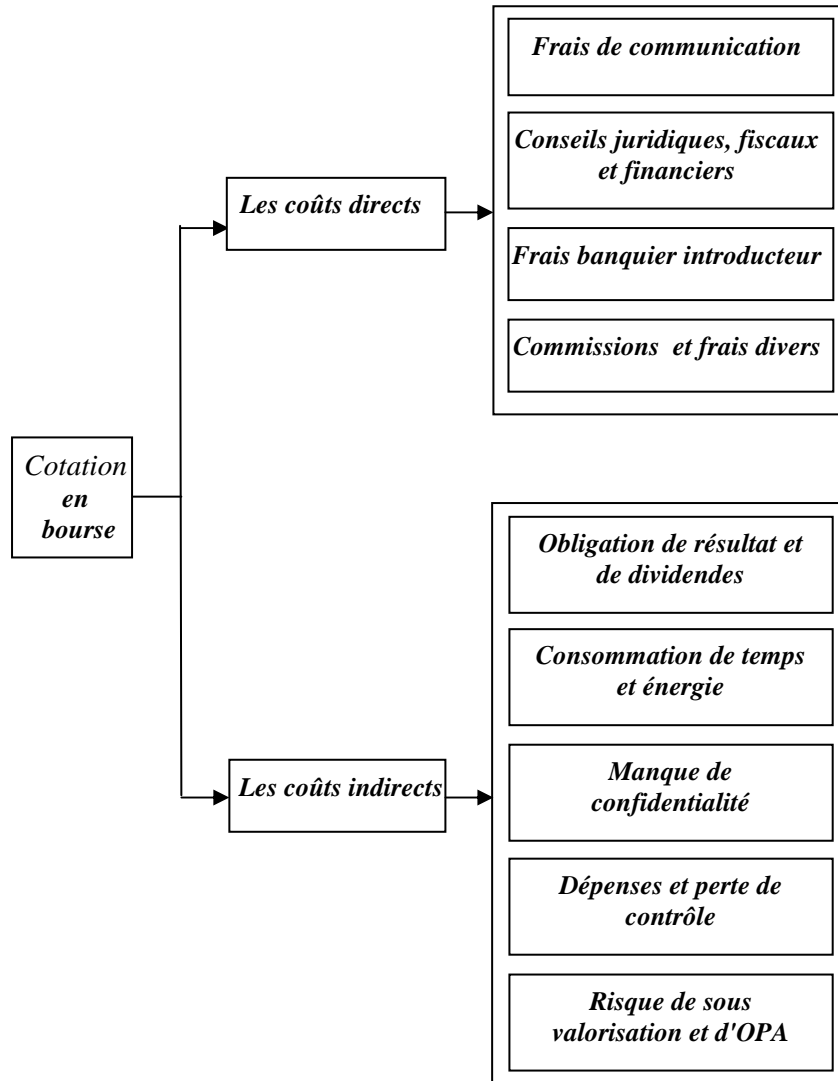 Cotation
en
bourse
Les coûts directs
Frais de communication
Conseils juridiques, fiscaux
et financiers
Frais banquier introducteur
Commissions et frais divers
Les coûts indirects
Obligation de résultat et
de dividendes
Consommation de temps
et énergie
Manque de
confidentialité
Dépenses et perte de
contrôle
Risque de sous
valorisation et d'OPA